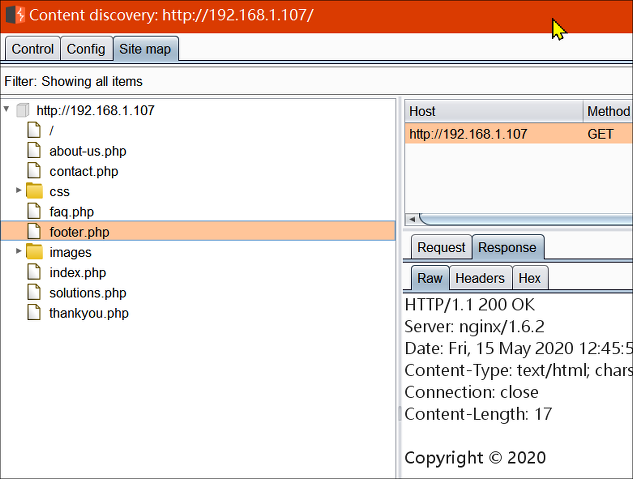 Content discovery: http://192.168.1.107/
Control Config Site map
Filter: Showing all items
http://192.168.1.107
/
about-us.php
contact.php
css
faq.php
footer.php
images
index.php
solutions.php
thankyou.php
Host Method
http://192.168.1.107 GET
Request Response
Raw Headers Hex
HTTP/1.1 200 OK
Server: nginx/1.6.2
Date: Fri, 15 May 2020 12:45:5
Content-Type: text/html; chars
Connection: close
Content-Length: 17
Copyright © 2020